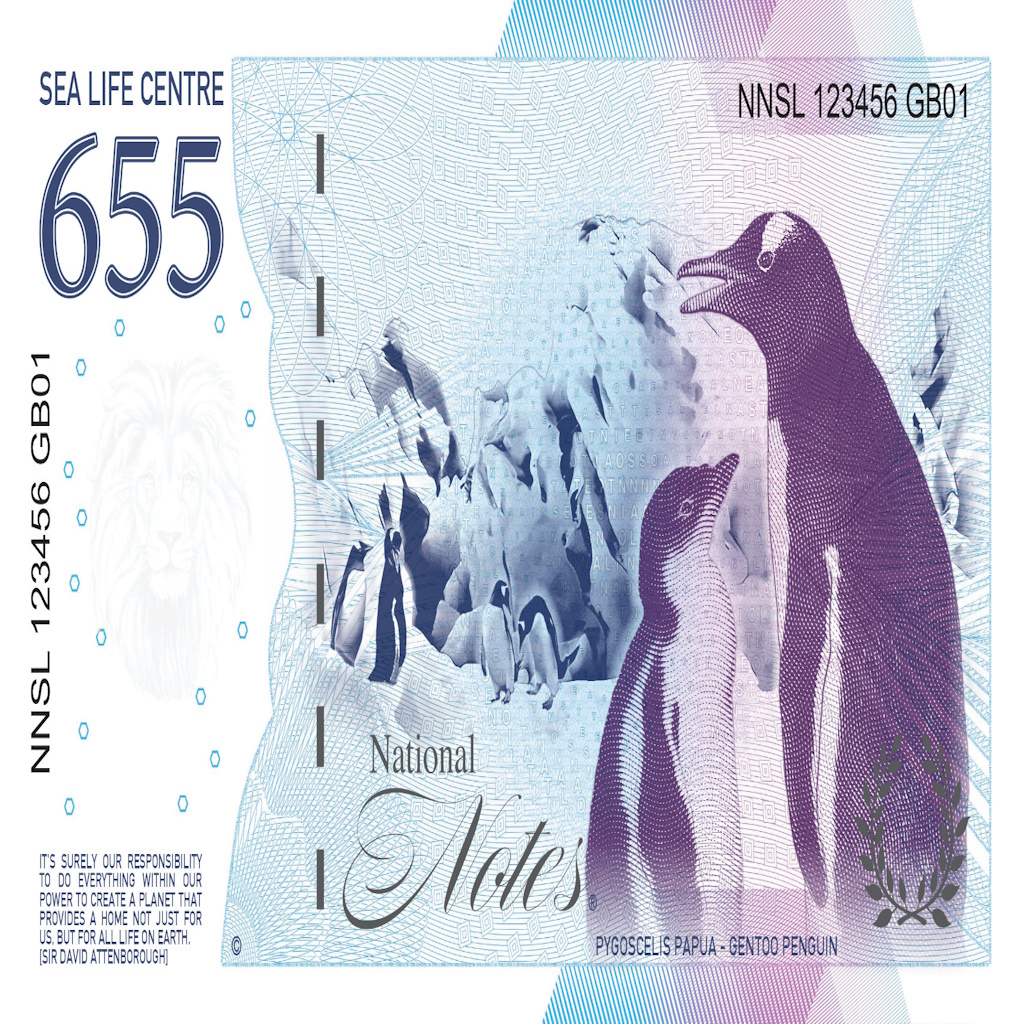 SEA LIFE CENTRE
655
NNSL 123456 GB01
NNSL 123456 GB01
National
Notes®
IT'S SURELY OUR RESPONSIBILITY
TO DO EVERYTHING WITHIN OUR
POWER TO CREATE A PLANET THAT
PROVIDES A HOME NOT JUST FOR
US, BUT FOR ALL LIFE ON EARTH.
[SIR DAVID ATTENBOROUGH]
©
PYGOSCELIS PAPUA - GENTOO PENGUIN